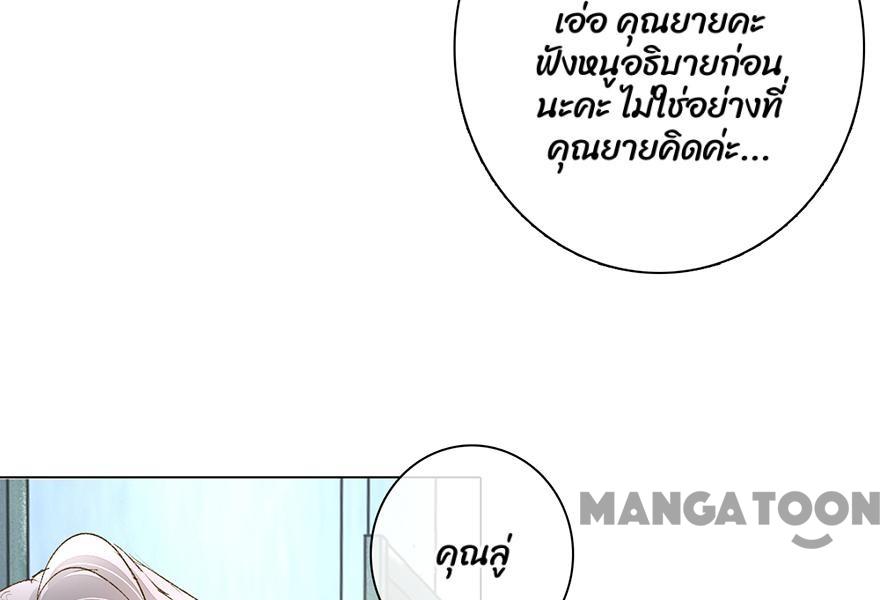 เอ่อ คุณยายคะ
ฟังหนูอธิบายก่อน
นะคะ ไม่ใช่อย่างที่
คุณยายคิดค่ะ...
คุณลู่
MANGATOON